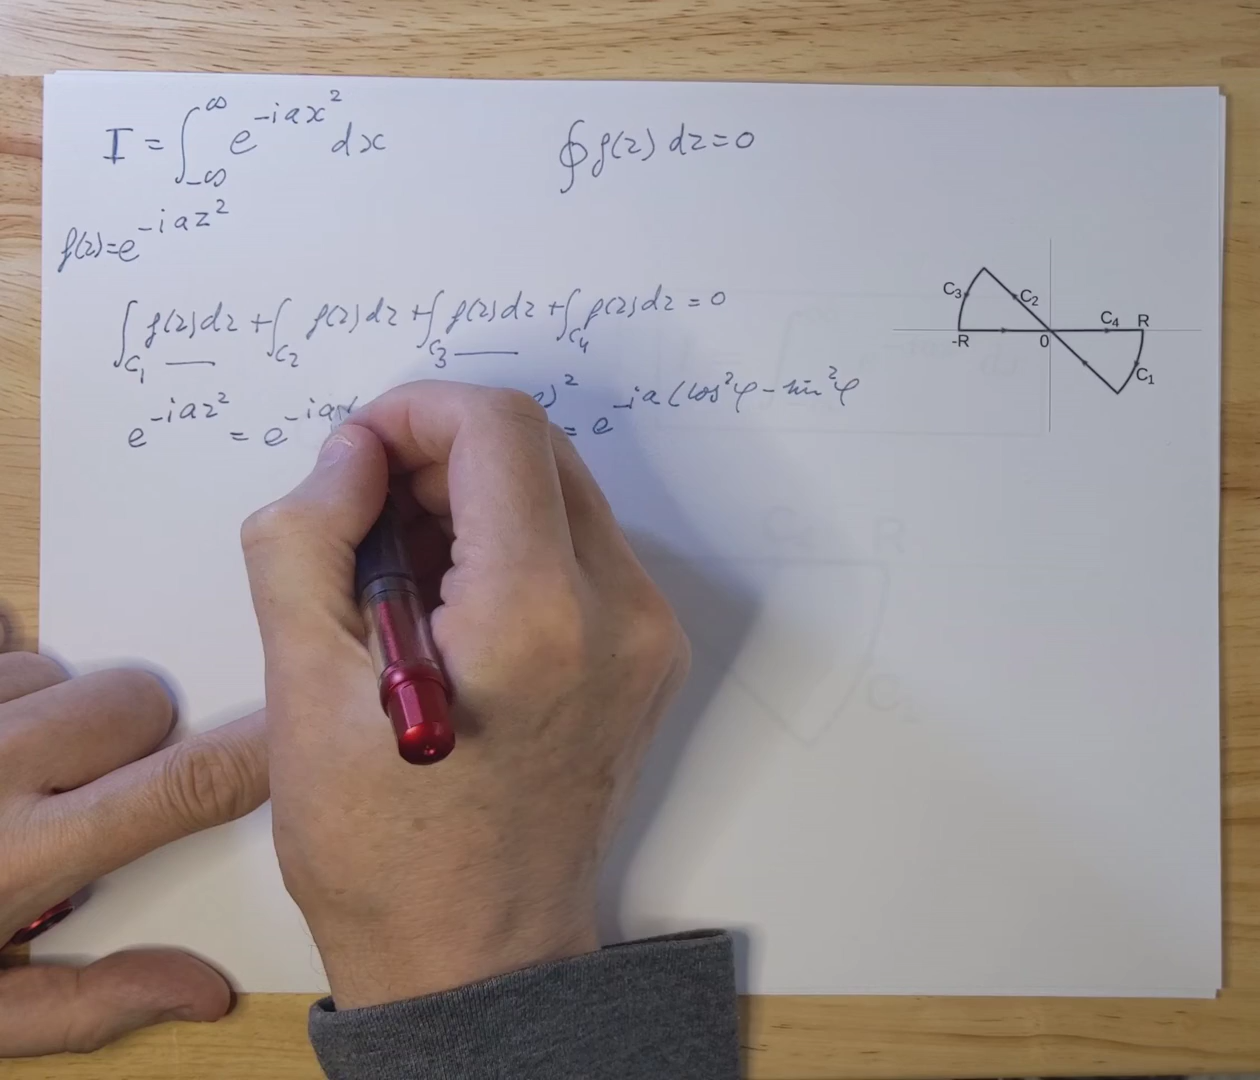 I = ∫_{-∞}^{∞} e^{-iax²} dx
∮ f(z) dz = 0
f(z) = e^{-iaz²}
∫_{C₁} f(z) dz + ∫_{C₂} f(z) dz + ∫_{C₃} f(z) dz + ∫_{C₄} f(z) dz = 0
e^{-iaz²} = e^{-ia( )²} = e^{-ia(cos²φ - sin²φ}
C₃
C₂
C₄
R
-R
0
C₁